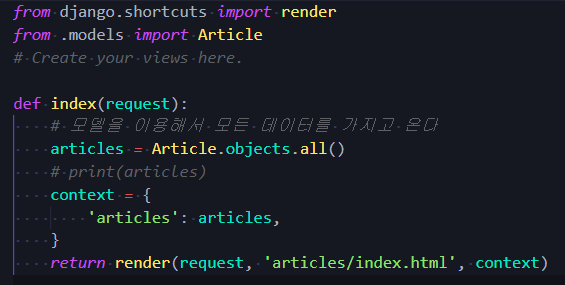 from django.shortcuts import render
from .models import Article
# Create your views here.

def index(request):
    # 모델을 이용해서 모든 데이터를 가지고 온다
    articles = Article.objects.all()
    # print(articles)
    context = {
        'articles': articles,
    }
    return render(request, 'articles/index.html', context)